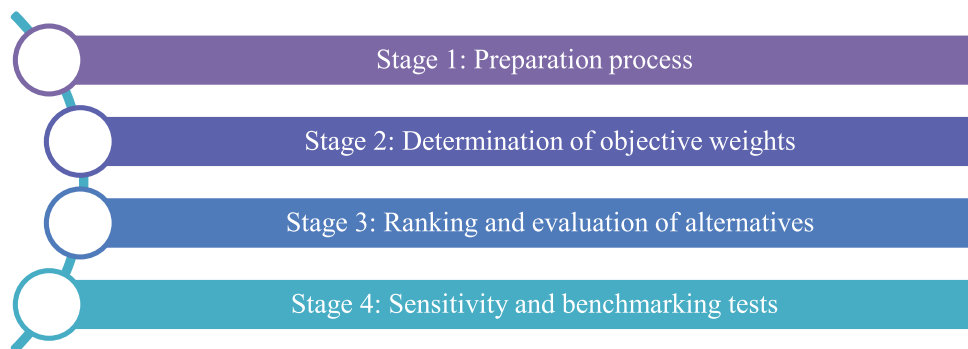 Stage 1: Preparation process
Stage 2: Determination of objective weights
Stage 3: Ranking and evaluation of alternatives
Stage 4: Sensitivity and benchmarking tests